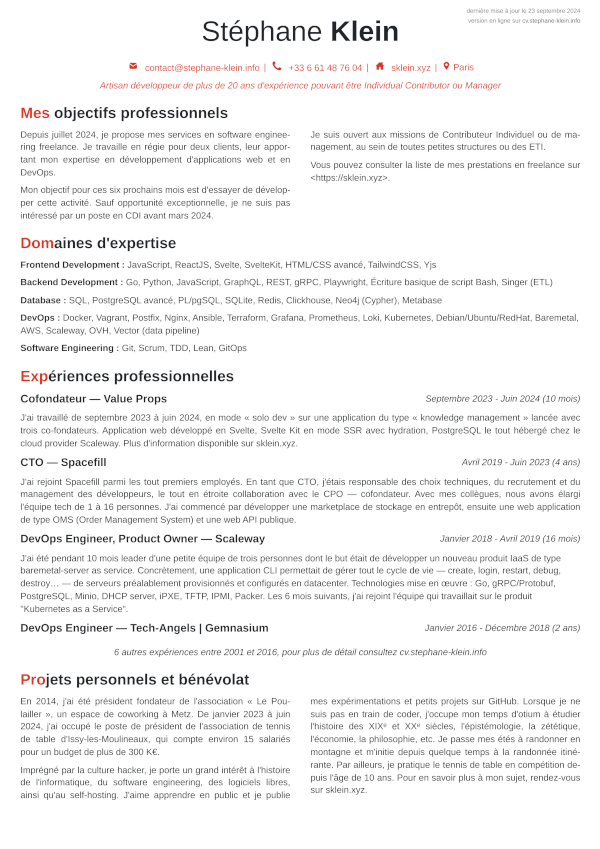 dernière mise à jour le 23 septembre 2024
version en ligne sur cv.stephane-klein.info
Stéphane Klein
contact@stephane-klein.info | +33 6 61 48 76 04 | sklein.xyz | Paris
Artisan développeur de plus de 20 ans d'expérience pouvant être Individual Contributor ou Manager
Mes objectifs professionnels
Depuis juillet 2024, je propose mes services en software enginee-
ring freelance. Je travaille en régie pour deux clients, leur appor-
tant mon expertise en développement d'applications web et en
DevOps.
Mon objectif pour ces six prochains mois est d'essayer de dévelop-
per cette activité. Sauf opportunité exceptionnelle, je ne suis pas
intéressé par un poste en CDI avant mars 2024.
Je suis ouvert aux missions de Contributeur Individuel ou de ma-
nagement, au sein de toutes petites structures ou des ETI.
Vous pouvez consulter la liste de mes prestations en freelance sur
<https://sklein.xyz>.
Domaines d'expertise
Frontend Development : JavaScript, ReactJS, Svelte, SvelteKit, HTML/CSS avancé, TailwindCSS, Yjs
Backend Development : Go, Python, JavaScript, GraphQL, REST, gRPC, Playwright, Écriture basique de script Bash, Singer (ETL)
Database : SQL, PostgreSQL avancé, PL/pgSQL, SQLite, Redis, Clickhouse, Neo4j (Cypher), Metabase
DevOps : Docker, Vagrant, Postfix, Nginx, Ansible, Terraform, Grafana, Prometheus, Loki, Kubernetes, Debian/Ubuntu/RedHat, Baremetal,
AWS, Scaleway, OVH, Vector (data pipeline)
Software Engineering : Git, Scrum, TDD, Lean, GitOps
Expériences professionnelles
Cofondateur — Value Props Septembre 2023 - Juin 2024 (10 mois)
J'ai travaillé de septembre 2023 à juin 2024, en mode « solo dev » sur une application du type « knowledge management » lancée avec
trois co-fondateurs. Application web développé en Svelte, Svelte Kit en mode SSR avec hydration, PostgreSQL le tout hébergé chez le
cloud provider Scaleway. Plus d'information disponible sur sklein.xyz.
CTO — Spacefill Avril 2019 - Juin 2023 (4 ans)
J'ai rejoint Spacefill parmi les tout premiers employés. En tant que CTO, j'étais responsable des choix techniques, du recrutement et du
management des développeurs, le tout en étroite collaboration avec le CPO — cofondateur. Avec mes collègues, nous avons élargi
l'équipe tech de 1 à 16 personnes. J'ai commencé par développer une marketplace de stockage en entrepôt, ensuite une web application
de type OMS (Order Management System) et une web API publique.
DevOps Engineer, Product Owner — Scaleway Janvier 2018 - Avril 2019 (16 mois)
J'ai été pendant 10 mois leader d'une petite équipe de trois personnes dont le but était de développer un nouveau produit IaaS de type
baremetal-server as service. Concrètement, une application CLI permettait de gérer tout le cycle de vie — create, login, restart, debug,
destroy… — de serveurs préalablement provisionnés et configurés en datacenter. Technologies mise en œuvre : Go, gRPC/Protobuf,
PostgreSQL, Minio, DHCP server, iPXE, TFTP, IPMI, Packer. Les 6 mois suivants, j'ai rejoint l'équipe qui travaillait sur le produit
"Kubernetes as a Service".
DevOps Engineer — Tech-Angels | Gemnasium Janvier 2016 - Décembre 2018 (2 ans)
6 autres expériences entre 2001 et 2016, pour plus de détail consultez cv.stephane-klein.info
Projets personnels et bénévolat
En 2014, j'ai été président fondateur de l'association « Le Pou-
lailler », un espace de coworking à Metz. De janvier 2023 à juin
2024, j'ai occupé le poste de président de l'association de tennis
de table d'Issy-les-Moulineaux, qui compte environ 15 salariés
pour un budget de plus de 300 K€.
Imprégné par la culture hacker, je porte un grand intérêt à l'histoire
de l'informatique, du software engineering, des logiciels libres,
ainsi qu'au self-hosting. J'aime apprendre en public et je publie
mes expérimentations et petits projets sur GitHub. Lorsque je ne
suis pas en train de coder, j'occupe mon temps d'otium à étudier
l'histoire des XIXᵉ et XXᵉ siècles, l'épistémologie, la zététique,
l'économie, la philosophie, etc. Je passe mes étés à randonner en
montagne et m'initie depuis quelque temps à la randonnée itiné-
rante. Par ailleurs, je pratique le tennis de table en compétition de-
puis l'âge de 10 ans. Pour en savoir plus à mon sujet, rendez-vous
sur sklein.xyz.